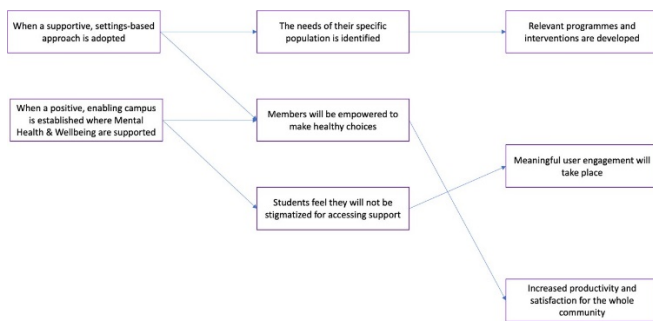 When a supportive, settings-based
approach is adopted
The needs of their specific
population is identified
Relevant programmes and
interventions are developed
When a positive, enabling campus
is established where Mental
Health & Wellbeing are supported
Members will be empowered to
make healthy choices
Meaningful user engagement will
take place
Students feel they will not be
stigmatized for accessing support
Increased productivity and
satisfaction for the whole
community